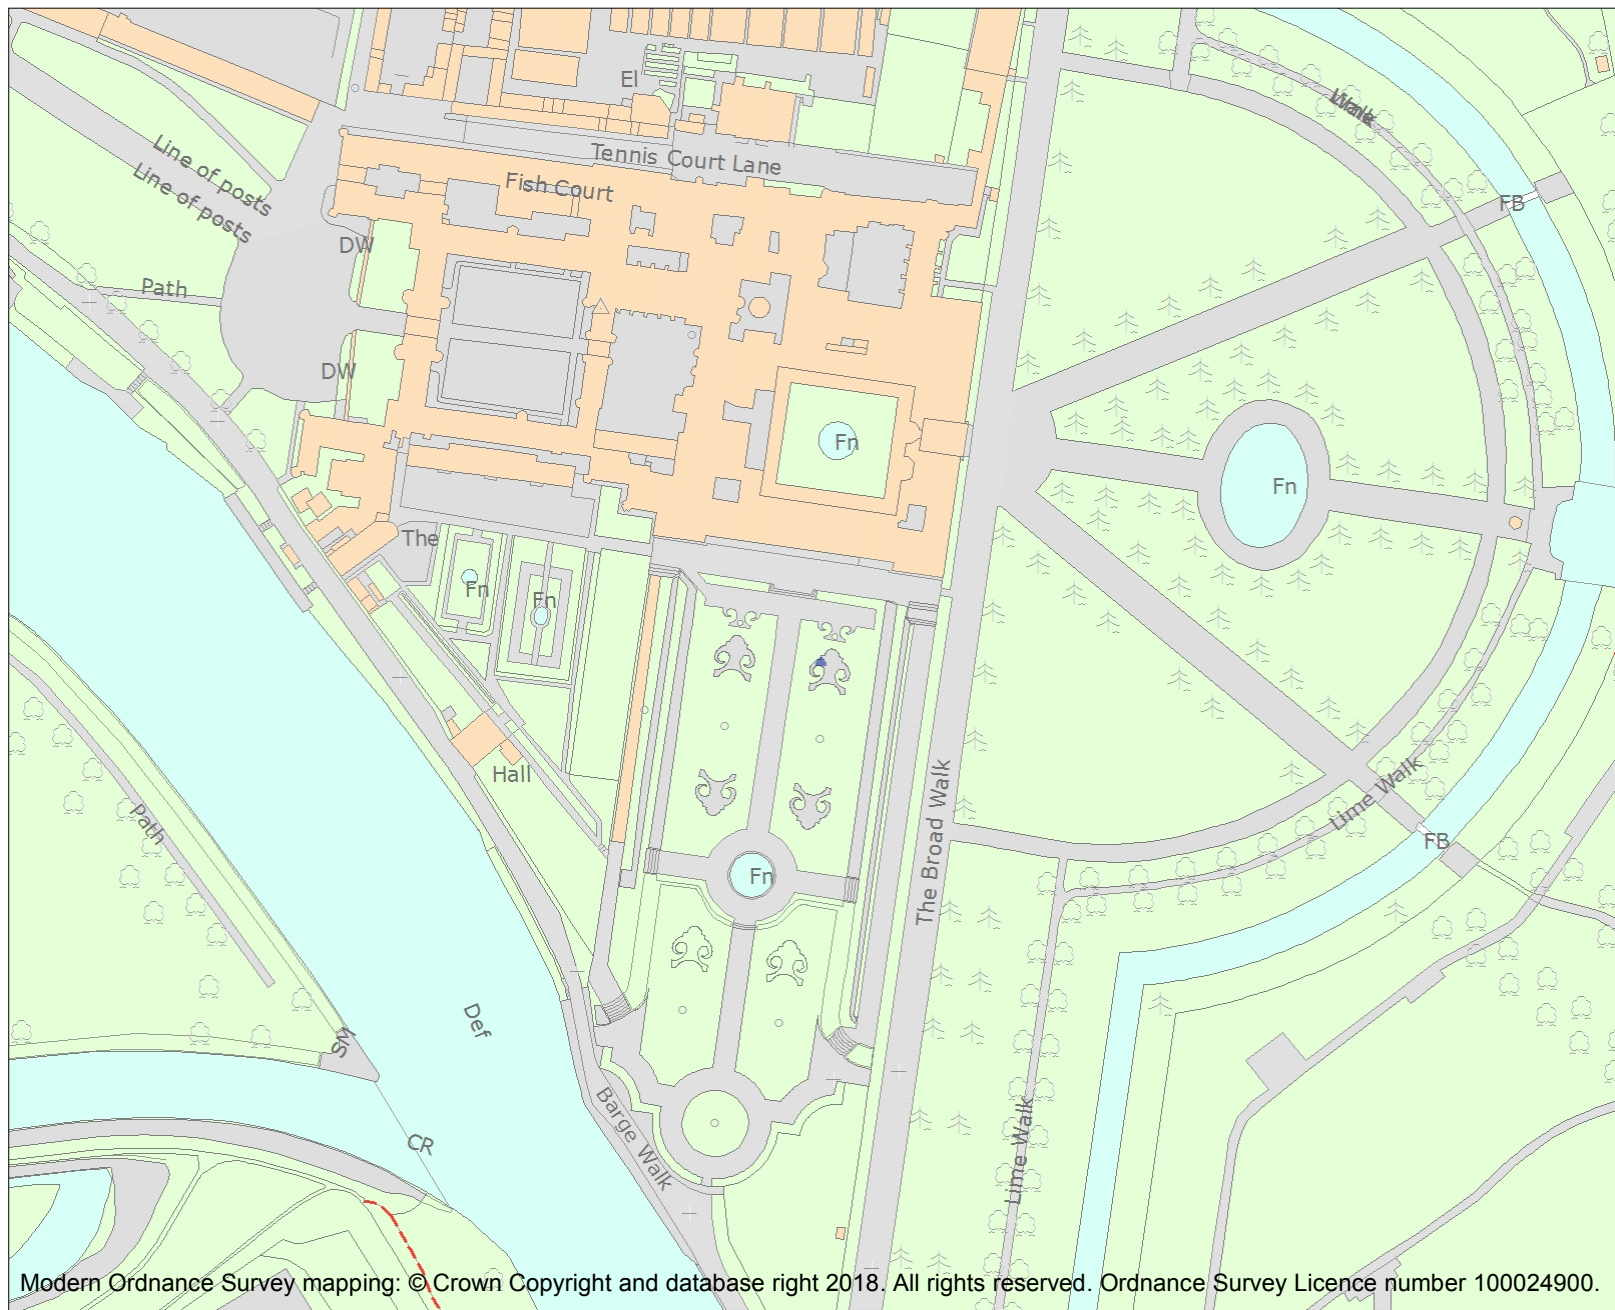 El
Walk
Tennis Court Lane
Line of posts
Fish Court
FB
Line of posts
DW
Path
DW
Fn
Fn
The
Fn
Fn
Hall
Lime Walk
Path
The Broad Walk
FB
Fn
Def
SM
Barge Walk
Lime Walk
CR
Modern Ordnance Survey mapping: © Crown Copyright and database right 2018. All rights reserved. Ordnance Survey Licence number 100024900.